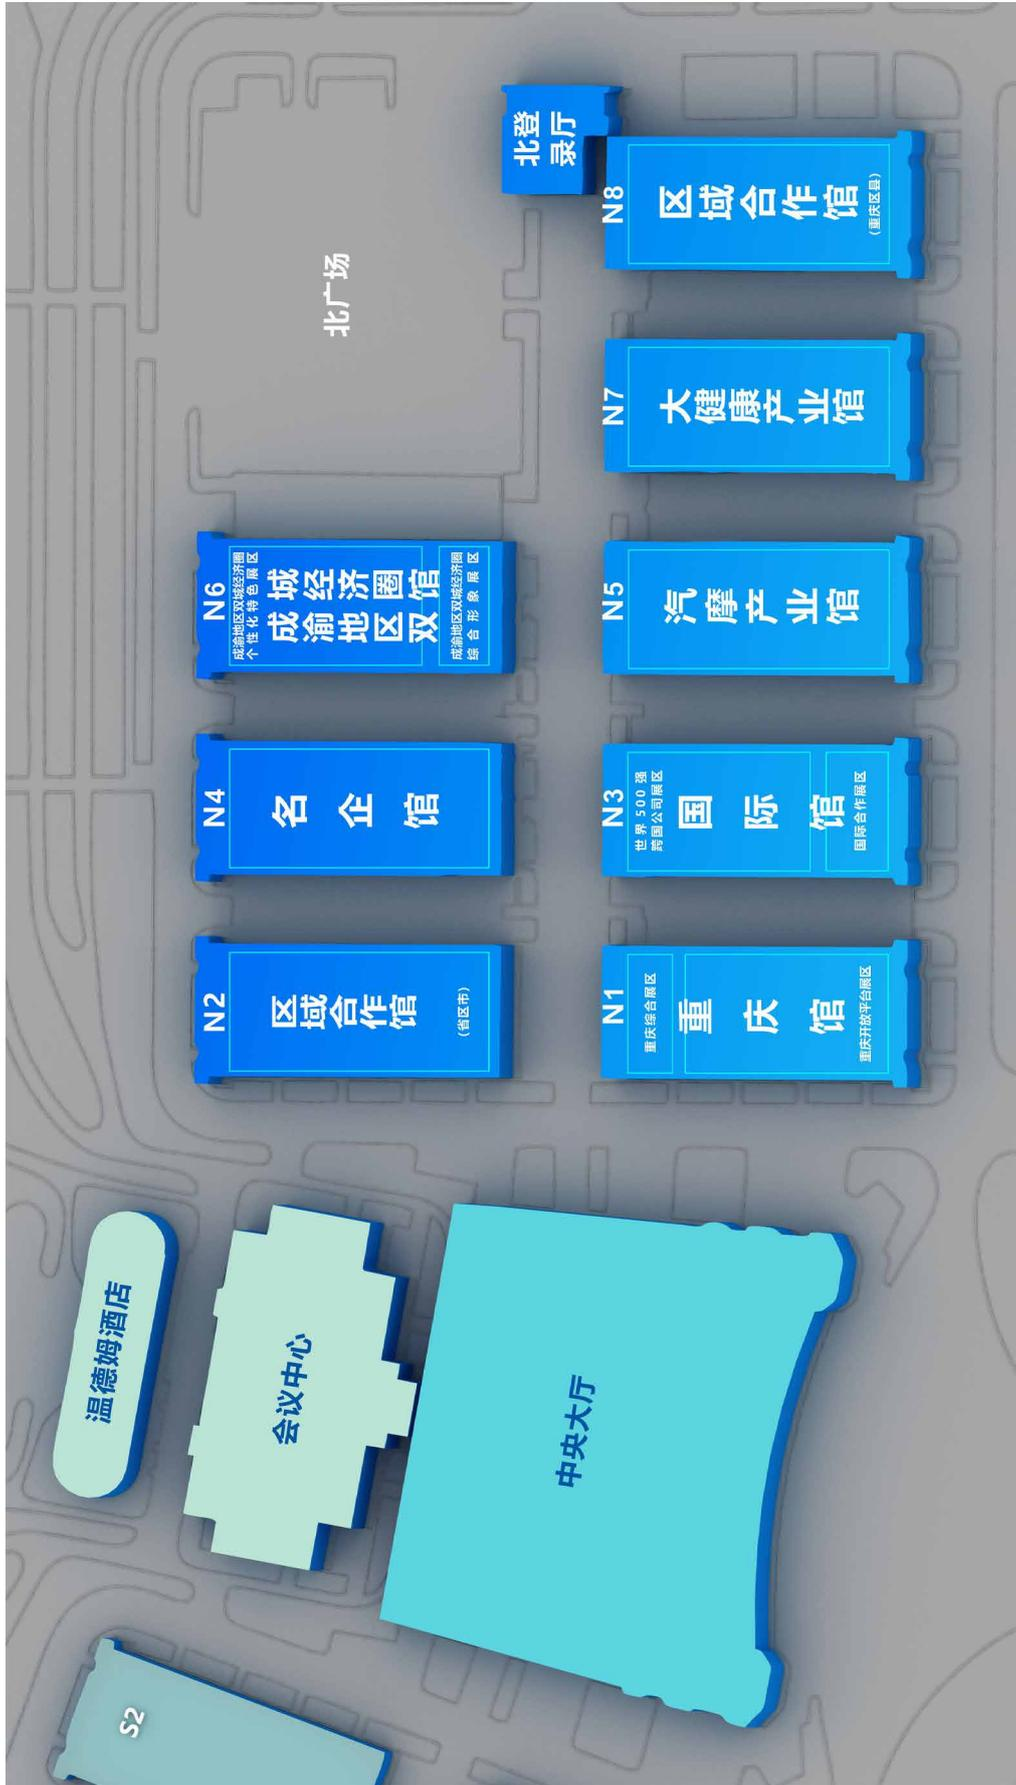 北登
录厅
N8
区域合作馆
(重庆区县)
北广场
N7
大健康产业馆
N6
成渝地区双城经济圈
个性化特色展区
成渝地区双
城经济圈馆
成渝地区双城经济圈
综合形象展区
N5
汽摩产业馆
N4
名企馆
N3
世界500强
跨国公司展区
国际馆
国际合作展区
N2
区域合作馆
(省区市)
N1
重庆综合展区
重庆馆
重庆开放平台展区
温德姆酒店
会议中心
中央大厅
S2